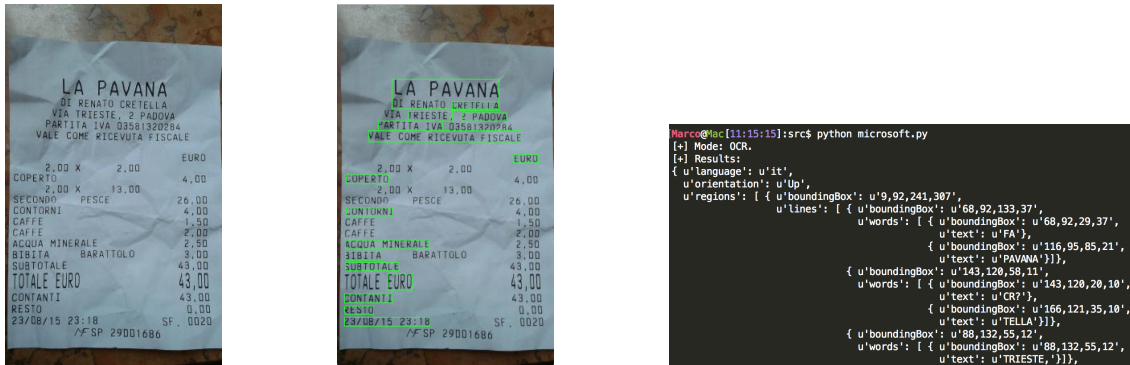 LA PAVANA
DI RENATO CRETELLA
VIA TRIESTE, 2 PADOVA
PARTITA IVA 03581320284
VALE COME RICEVUTA FISCALE
EURO
2,00 X 2,00
COPERTO 4,00
2,00 X 13,00
SECONDO PESCE 26,00
CONTORNI 4,00
CAFFE 1,50
CAFFE 2,00
ACQUA MINERALE 2,50
BIBITA BARATTOLO 3,00
SUBTOTALE 43,00
TOTALE EURO 43,00
CONTANTI 43,00
RESTO 0,00
23/08/15 23:18 SF. 0020
MF SP 29001686
LA PAVANA
DI RENATO CRETELLA
VIA TRIESTE, 2 PADOVA
PARTITA IVA 03581320284
VALE COME RICEVUTA FISCALE
EURO
2,00 X 2,00
COPERTO 4,00
2,00 X 13,00
SECONDO PESCE 26,00
CONTORNI 4,00
CAFFE 1,50
CAFFE 2,00
ACQUA MINERALE 2,50
BIBITA BARATTOLO 3,00
SUBTOTALE 43,00
TOTALE EURO 43,00
CONTANTI 43,00
RESTO 0,00
23/08/15 23:18 SF. 0020
MF SP 29001686
Marco@Mac[11:15:15]:src$ python microsoft.py
[+] Mode: OCR.
[+] Results:
{ u'language': u'it',
u'orientation': u'Up',
u'regions': [ { u'boundingBox': u'9,92,241,307',
u'lines': [ { u'boundingBox': u'68,92,133,37',
u'words': [ { u'boundingBox': u'68,92,29,37',
u'text': u'FA'},
{ u'boundingBox': u'116,95,85,21',
u'text': u'PAVANA'}]},
{ u'boundingBox': u'143,120,58,11',
u'words': [ { u'boundingBox': u'143,120,20,10',
u'text': u'CR?'},
{ u'boundingBox': u'166,121,35,10',
u'text': u'TELLA'}]},
{ u'boundingBox': u'88,132,55,12',
u'words': [ { u'boundingBox': u'88,132,55,12',
u'text': u'TRIESTE,'}]},